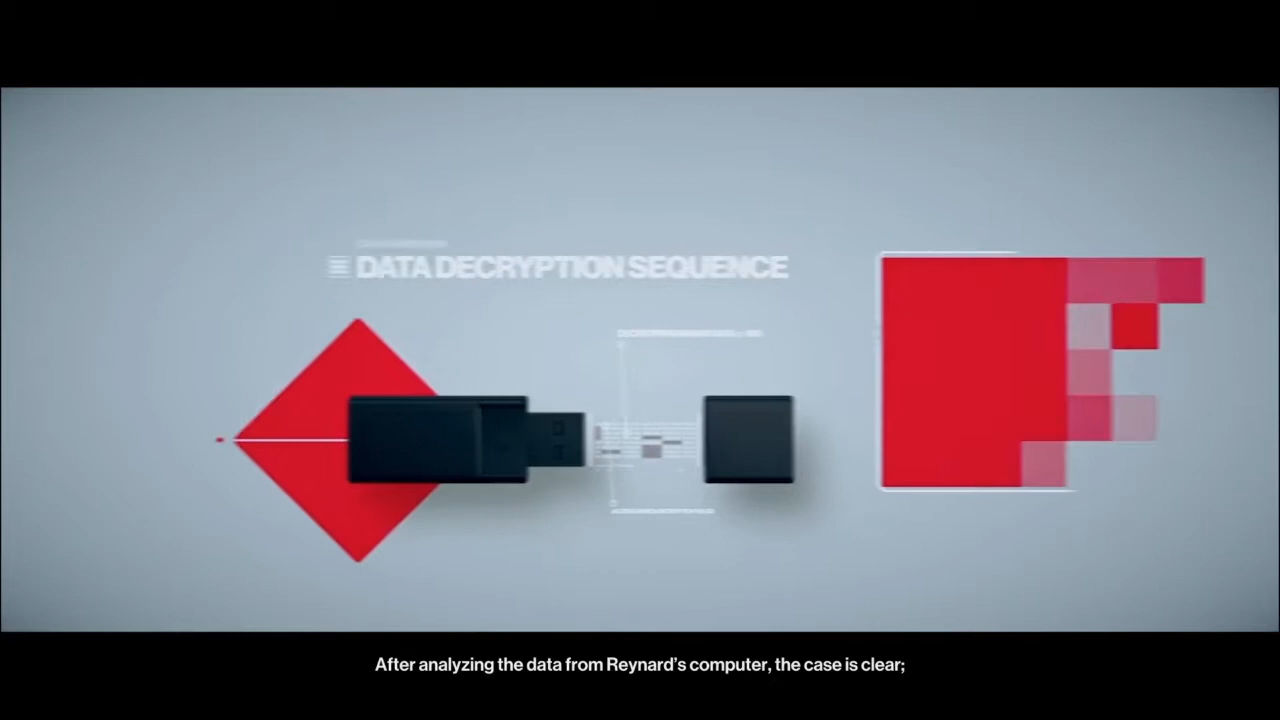 DATA DECRYPTION SEQUENCE
After analyzing the data from Reynard's computer, the case is clear;